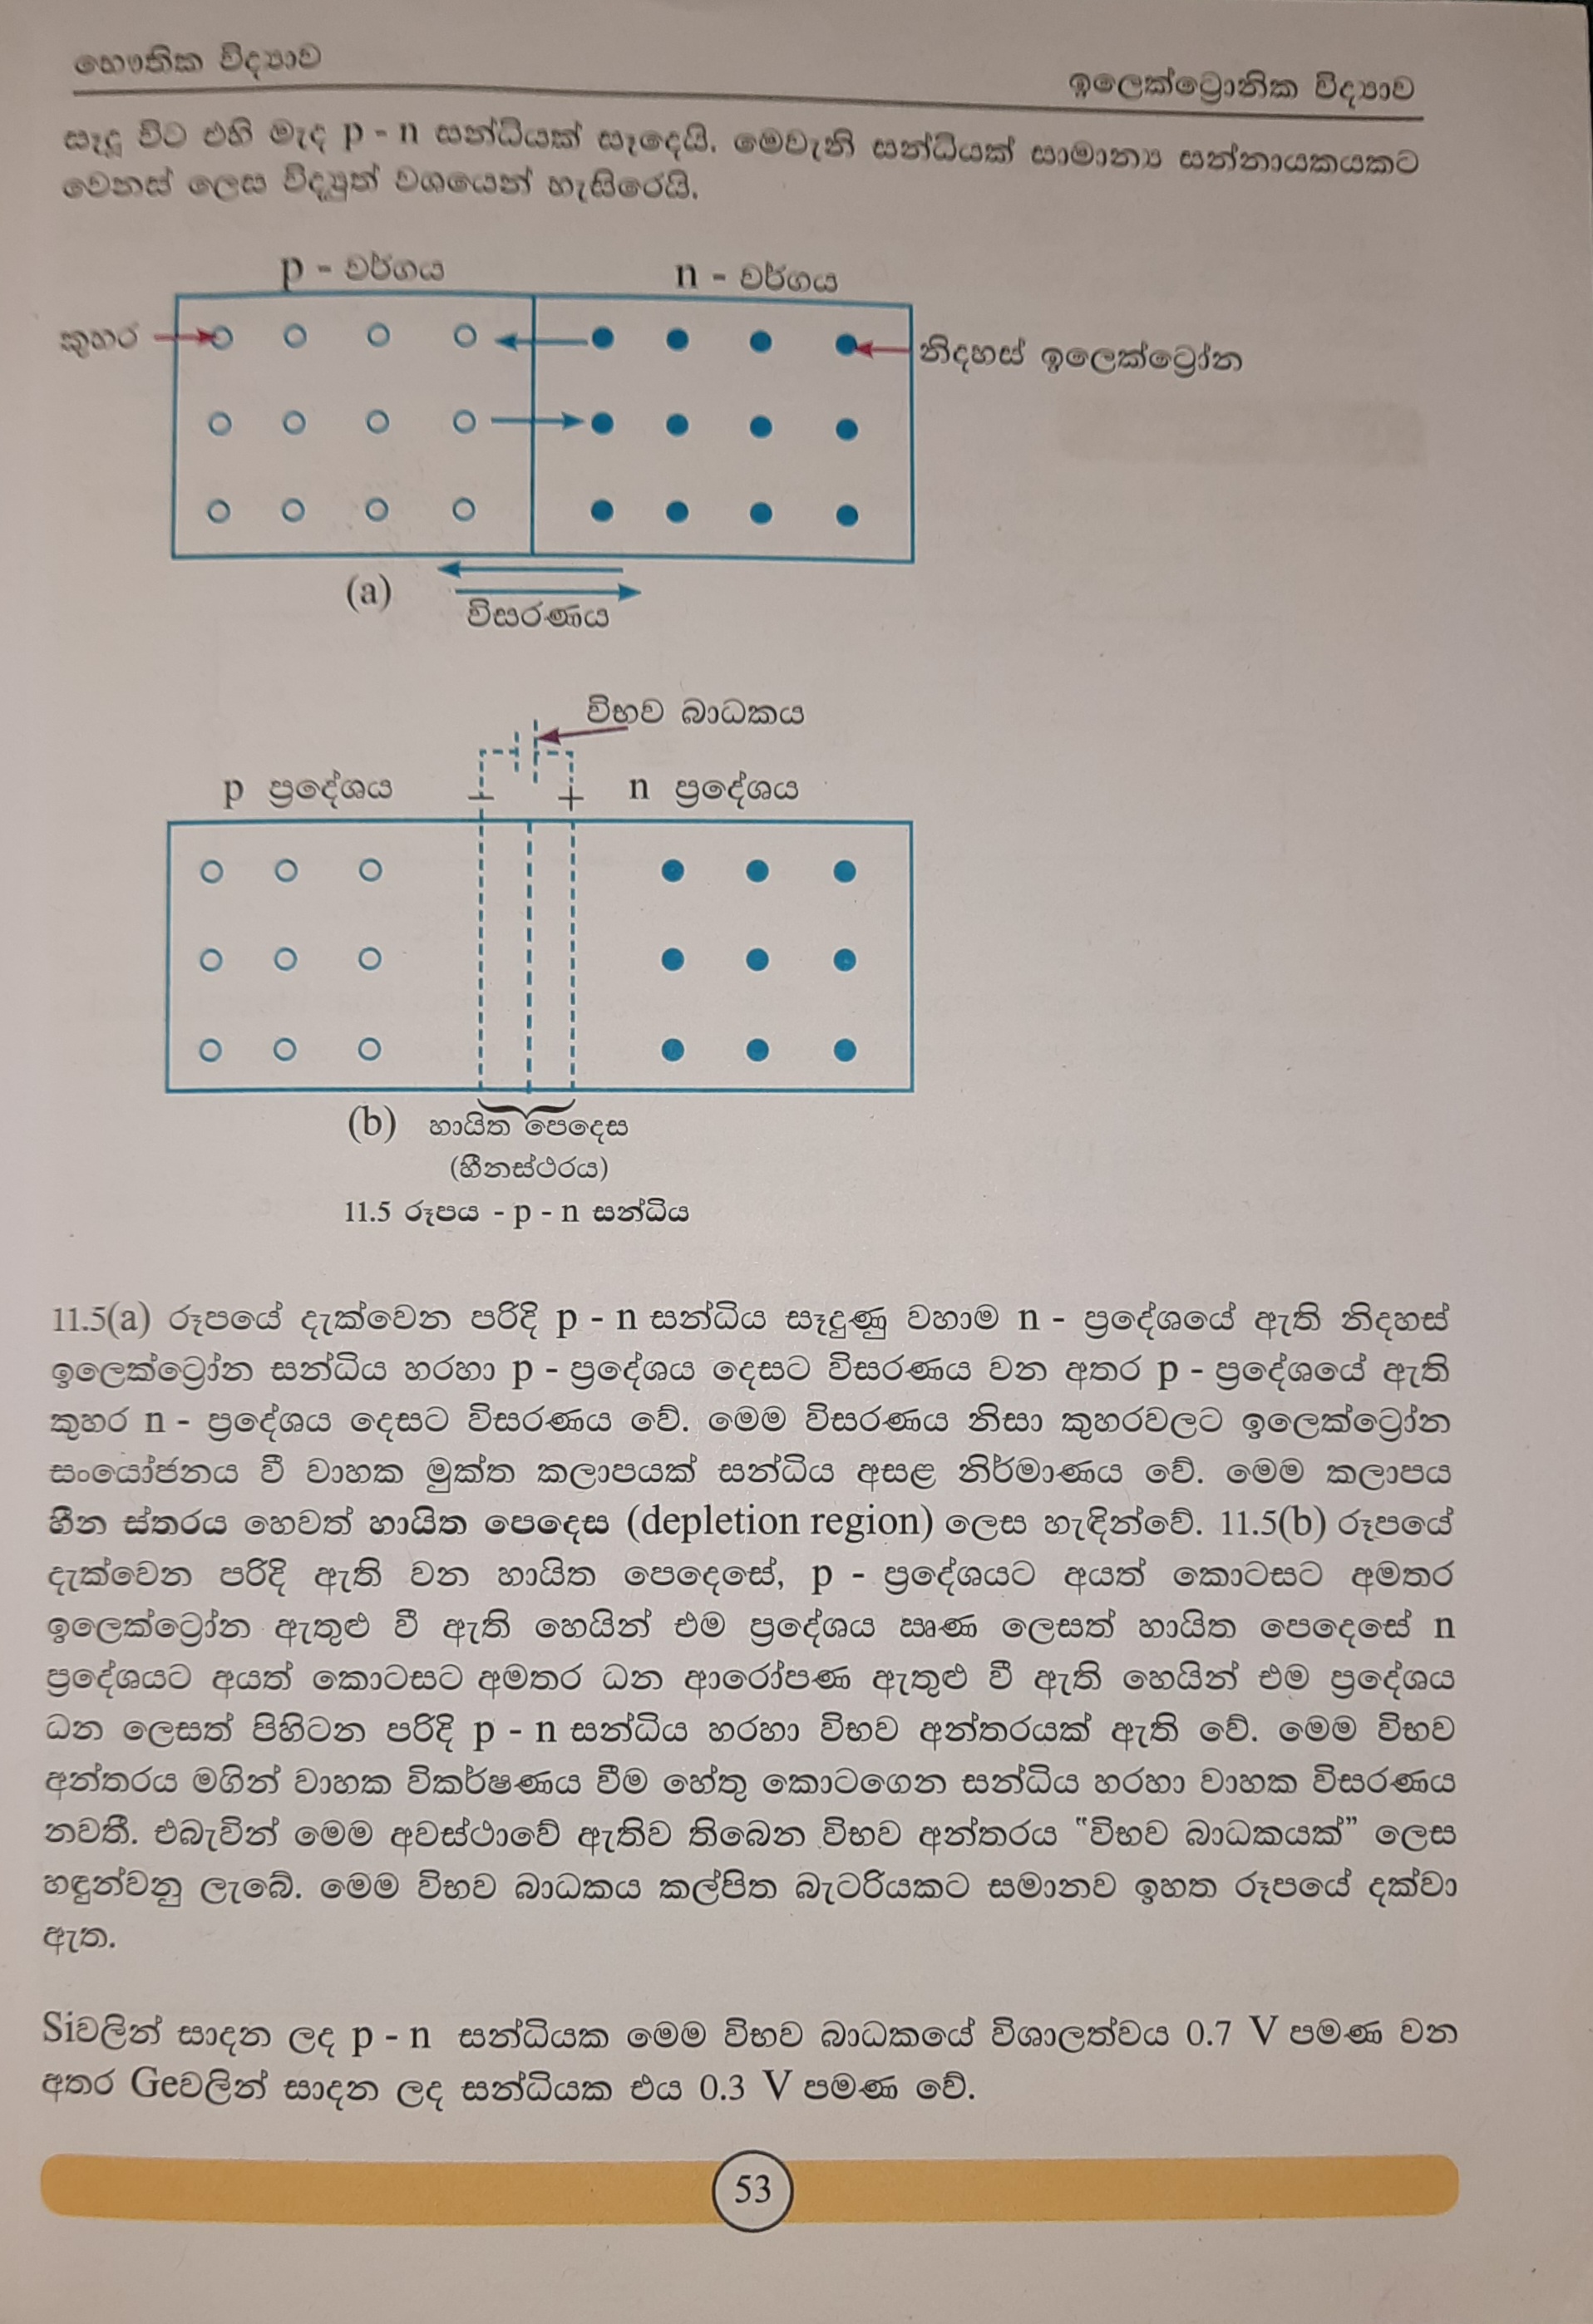 භෞතික විද්‍යාව
ඉලෙක්ට්‍රොනික විද්‍යාව
සෑදූ විට එහි මැද p - n සන්ධියක් සෑදෙයි. මෙවැනි සන්ධියක් සාමාන්‍ය සන්නායකයකට
වෙනස් ලෙස විද්‍යුත් වශයෙන් හැසිරෙයි.
p - වර්ගය
n - වර්ගය
කුහර
නිදහස් ඉලෙක්ට්‍රෝන
(a)
විසරණය
විභව බාධකය
p ප්‍රදේශය
–
+
n ප්‍රදේශය
(b) හායිත පෙදෙස
(හීනස්ථරය)
11.5 රූපය - p - n සන්ධිය
11.5(a) රූපයේ දැක්වෙන පරිදි p - n සන්ධිය සෑදුණු වහාම n - ප්‍රදේශයේ ඇති නිදහස්
ඉලෙක්ට්‍රෝන සන්ධිය හරහා p - ප්‍රදේශය දෙසට විසරණය වන අතර p - ප්‍රදේශයේ ඇති
කුහර n - ප්‍රදේශය දෙසට විසරණය වේ. මෙම විසරණය නිසා කුහරවලට ඉලෙක්ට්‍රෝන
සංයෝජනය වී වාහක මුක්ත කලාපයක් සන්ධිය අසළ නිර්මාණය වේ. මෙම කලාපය
හීන ස්තරය හෙවත් හායිත පෙදෙස (depletion region) ලෙස හැඳින්වේ. 11.5(b) රූපයේ
දැක්වෙන පරිදි ඇති වන හායිත පෙදෙසේ, p - ප්‍රදේශයට අයත් කොටසට අමතර
ඉලෙක්ට්‍රෝන ඇතුළු වී ඇති හෙයින් එම ප්‍රදේශය ඍණ ලෙසත් හායිත පෙදෙසේ n
ප්‍රදේශයට අයත් කොටසට අමතර ධන ආරෝපණ ඇතුළු වී ඇති හෙයින් එම ප්‍රදේශය
ධන ලෙසත් පිහිටන පරිදි p - n සන්ධිය හරහා විභව අන්තරයක් ඇති වේ. මෙම විභව
අන්තරය මගින් වාහක විකර්ෂණය වීම හේතු කොටගෙන සන්ධිය හරහා වාහක විසරණය
නවතී. එබැවින් මෙම අවස්ථාවේ ඇතිව තිබෙන විභව අන්තරය "විභව බාධකයක්" ලෙස
හඳුන්වනු ලැබේ. මෙම විභව බාධකය කල්පිත බැටරියකට සමානව ඉහත රූපයේ දක්වා
ඇත.
Siවලින් සාදන ලද p - n සන්ධියක මෙම විභව බාධකයේ විශාලත්වය 0.7 V පමණ වන
අතර Geවලින් සාදන ලද සන්ධියක එය 0.3 V පමණ වේ.
53